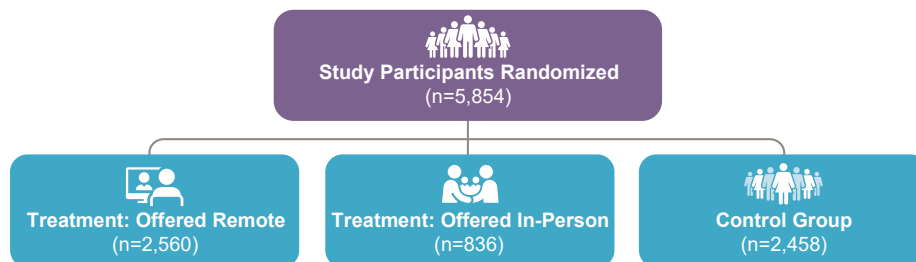 Study Participants Randomized
(n=5,854)
Treatment: Offered Remote
(n=2,560)
Treatment: Offered In-Person
(n=836)
Control Group
(n=2,458)